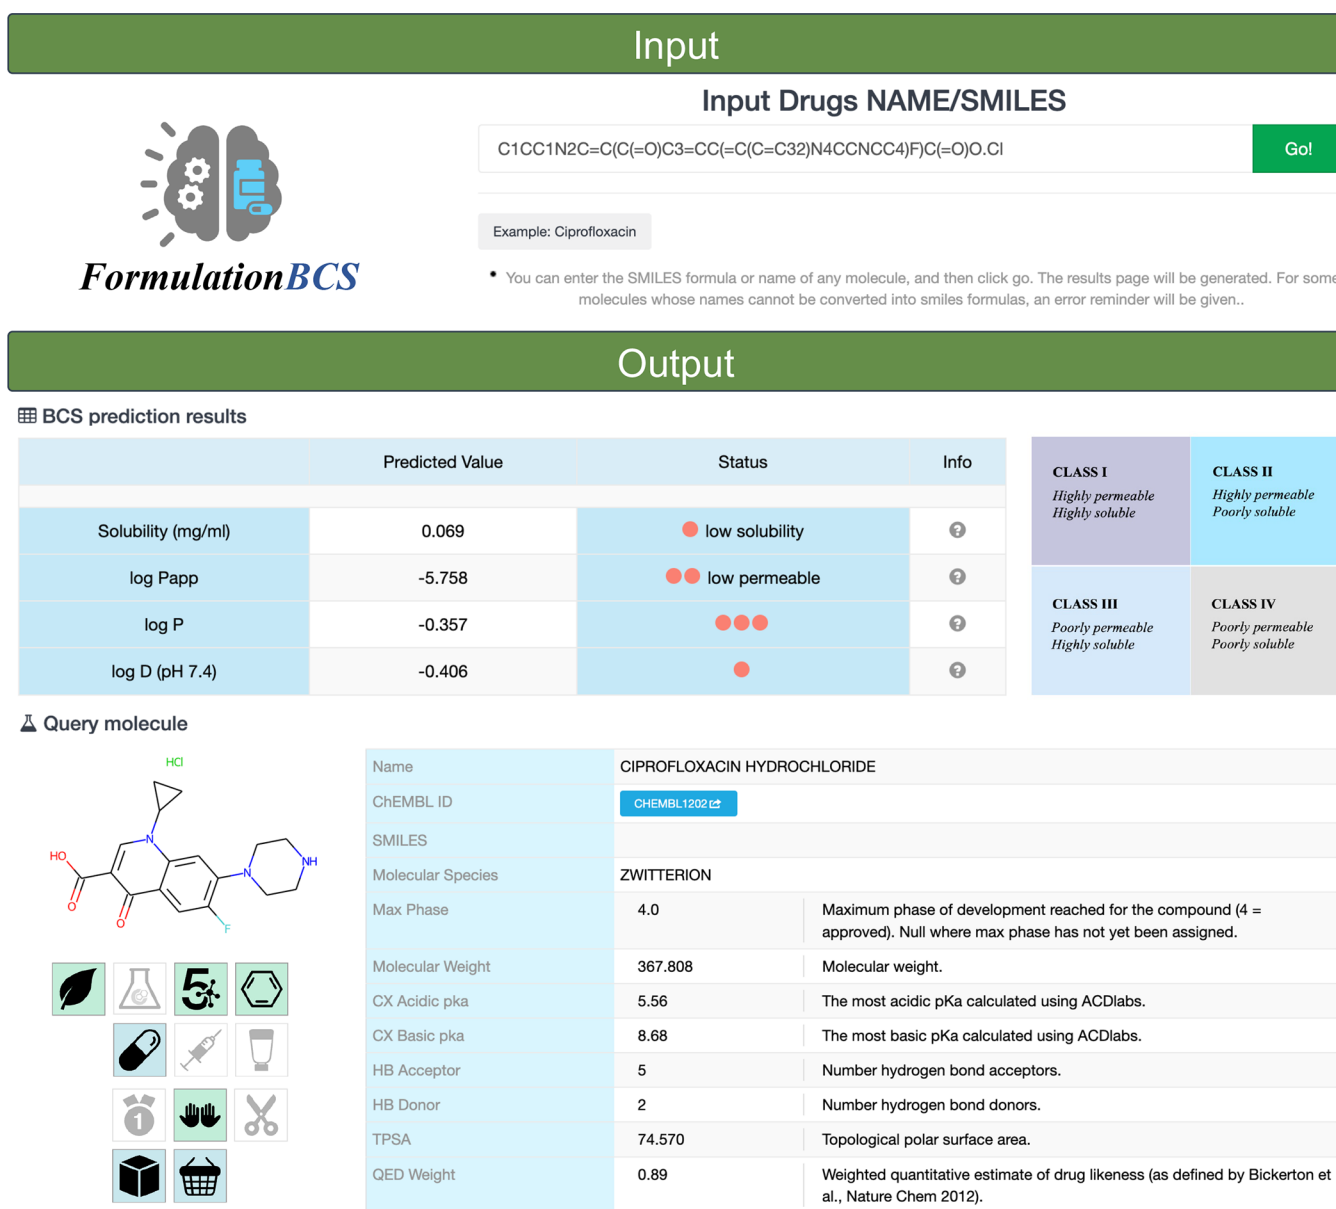 Input
Input Drugs NAME/SMILES
C1CC1N2C=C(C(=O)C3=CC(=C(C=C32)N4CCNCC4)F)C(=O)O.Cl
Go!
Example: Ciprofloxacin
FormulationBCS
• You can enter the SMILES formula or name of any molecule, and then click go. The results page will be generated. For some
molecules whose names cannot be converted into smiles formulas, an error reminder will be given..
Output
BCS prediction results
Predicted Value Status Info
Solubility (mg/ml) 0.069 low solubility ?
log Papp -5.758 low permeable ?
log P -0.357 ?
log D (pH 7.4) -0.406 ?
CLASS I
Highly permeable
Highly soluble
CLASS II
Highly permeable
Poorly soluble
CLASS III
Poorly permeable
Highly soluble
CLASS IV
Poorly permeable
Poorly soluble
Query molecule
HCl
N
HO
O
O
N
NH
F
5
1
Name CIPROFLOXACIN HYDROCHLORIDE
ChEMBL ID CHEMBL1202
SMILES
Molecular Species ZWITTERION
Max Phase 4.0 Maximum phase of development reached for the compound (4 =
approved). Null where max phase has not yet been assigned.
Molecular Weight 367.808 Molecular weight.
CX Acidic pka 5.56 The most acidic pKa calculated using ACDlabs.
CX Basic pka 8.68 The most basic pKa calculated using ACDlabs.
HB Acceptor 5 Number hydrogen bond acceptors.
HB Donor 2 Number hydrogen bond donors.
TPSA 74.570 Topological polar surface area.
QED Weight 0.89 Weighted quantitative estimate of drug likeness (as defined by Bickerton et
al., Nature Chem 2012).